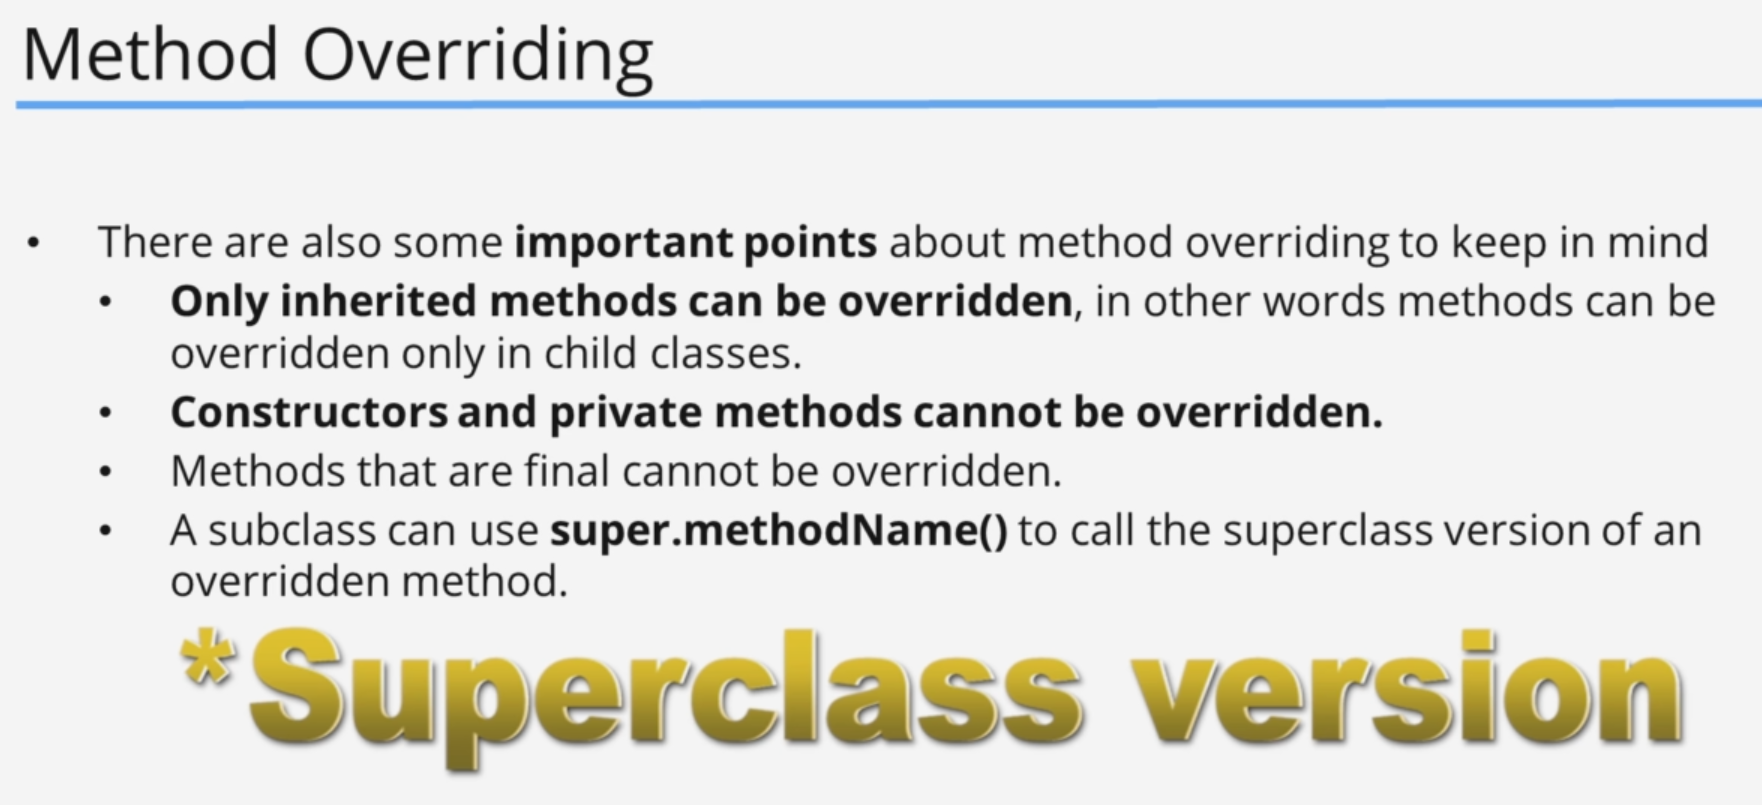 Method Overriding
• There are also some important points about method overriding to keep in mind
• Only inherited methods can be overridden, in other words methods can be
overridden only in child classes.
• Constructors and private methods cannot be overridden.
• Methods that are final cannot be overridden.
• A subclass can use super.methodName() to call the superclass version of an
overridden method.
*Superclass version